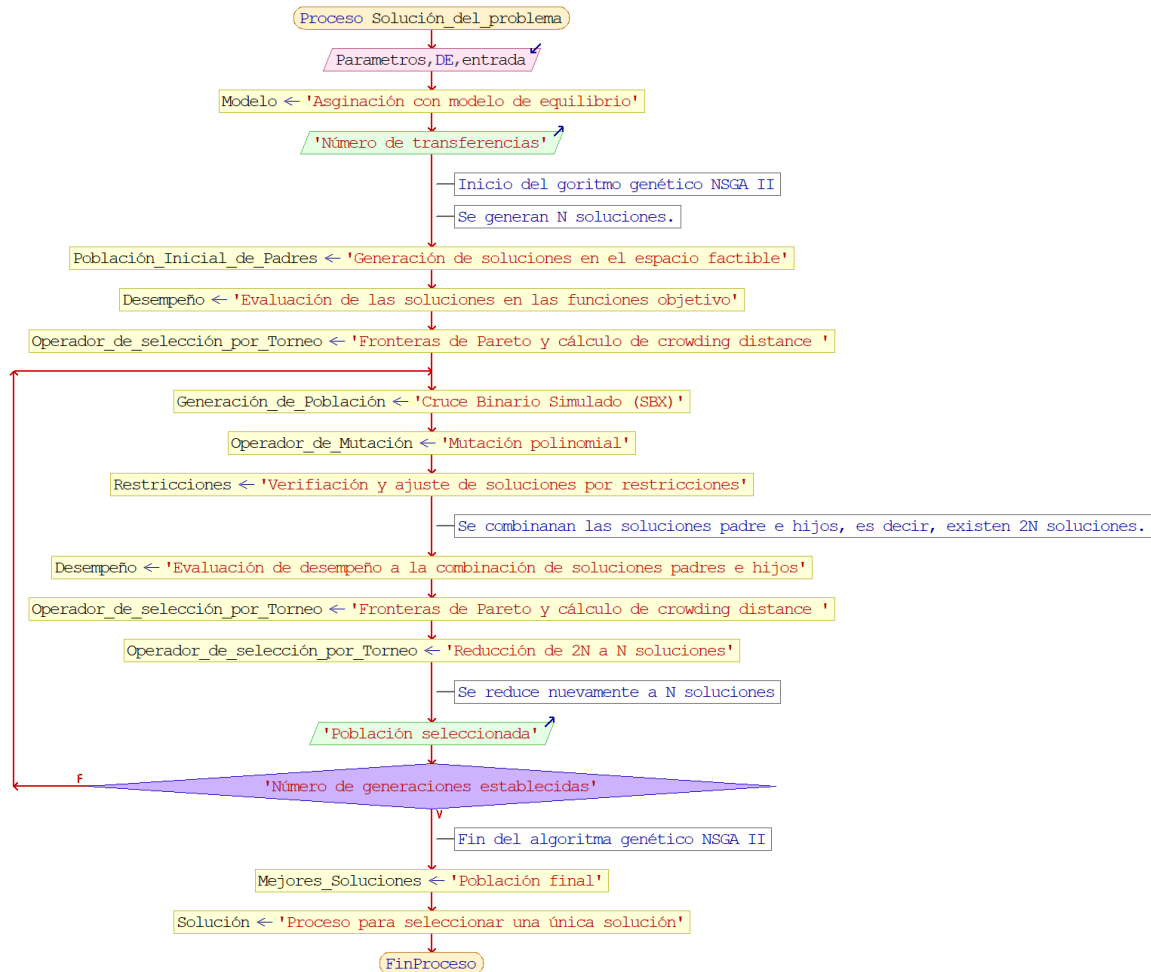 Proceso Solución_del_problema
Parametros,DE,entrada
Modelo ← 'Asginación con modelo de equilibrio'
'Número de transferencias'
Inicio del goritmo genético NSGA II
Se generan N soluciones.
Población_Inicial_de_Padres ← 'Generación de soluciones en el espacio factible'
Desempeño ← 'Evaluación de las soluciones en las funciones objetivo'
Operador_de_selección_por_Torneo ← 'Fronteras de Pareto y cálculo de crowding distance '
Generación_de_Población ← 'Cruce Binario Simulado (SBX)'
Operador_de_Mutación ← 'Mutación polinomial'
Restricciones ← 'Verifiación y ajuste de soluciones por restricciones'
Se combinanan las soluciones padre e hijos, es decir, existen 2N soluciones.
Desempeño ← 'Evaluación de desempeño a la combinación de soluciones padres e hijos'
Operador_de_selección_por_Torneo ← 'Fronteras de Pareto y cálculo de crowding distance '
Operador_de_selección_por_Torneo ← 'Reducción de 2N a N soluciones'
Se reduce nuevamente a N soluciones
'Población seleccionada'
F
'Número de generaciones establecidas'
V
Fin del algoritma genético NSGA II
Mejores_Soluciones ← 'Población final'
Solución ← 'Proceso para seleccionar una única solución'
FinProceso